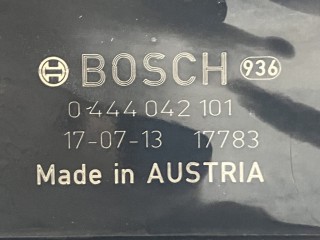 BOSCH 936
0 444 042 101
17-07-13 17783
Made in AUSTRIA